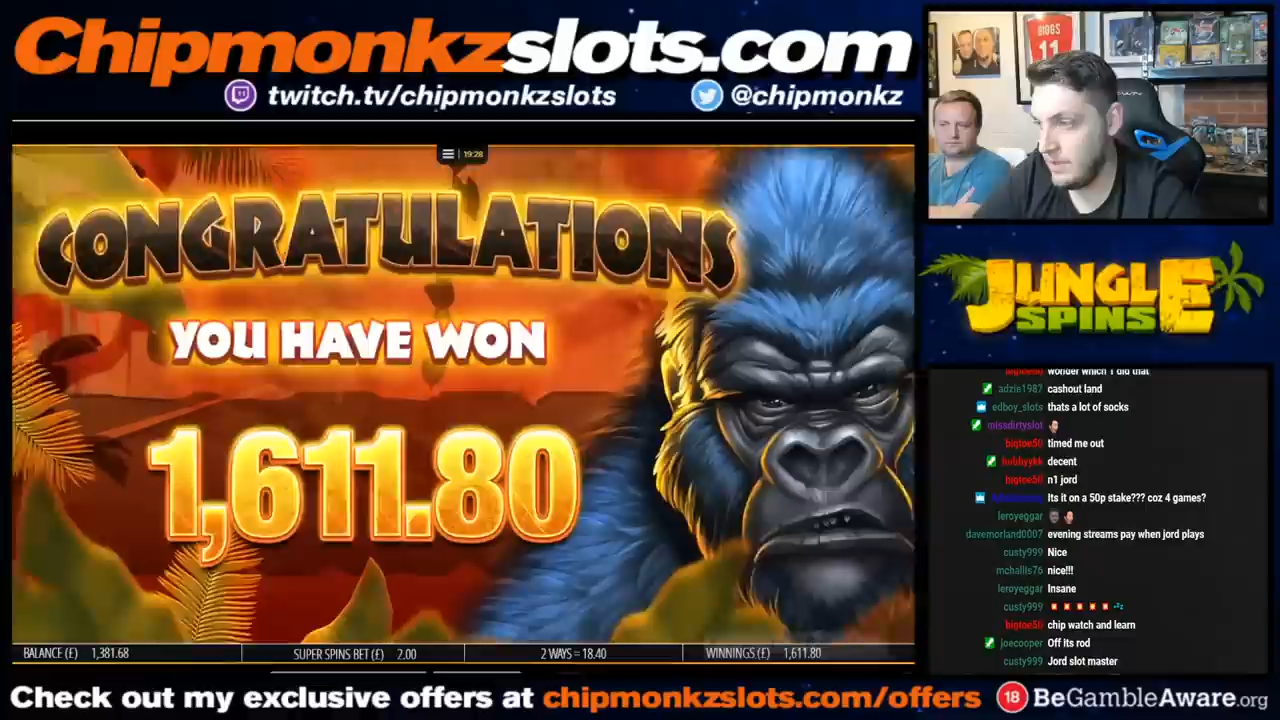 Chipmonkzslots.com
twitch.tv/chipmonkzslots @chipmonkz
BIGGS
11
19:28
CONGRATULATIONS
YOU HAVE WON
1,611.80
BALANCE (£) 1,381.68 SUPER SPINS BET (£) 2.00 2 WAYS = 18.40 WINNINGS (£) 1,611.80
JUNGLE
SPINS
bigtoe50 wonder which 1 did that
adzie1987 cashout land
edboy_slots thats a lot of socks
missdirtyslot
bigtoe50 timed me out
decent
bigtoe50 n1 jord
Its it on a 50p stake??? coz 4 games?
leroyeggar
davemorland0007 evening streams pay when jord plays
custy999 Nice
mchallis76 nice!!!
leroyeggar Insane
custy999
bigtoe50 chip watch and learn
joecooper Off its rod
custy999 Jord slot master
Check out my exclusive offers at chipmonkzslots.com/offers 18 BeGambleAware.org